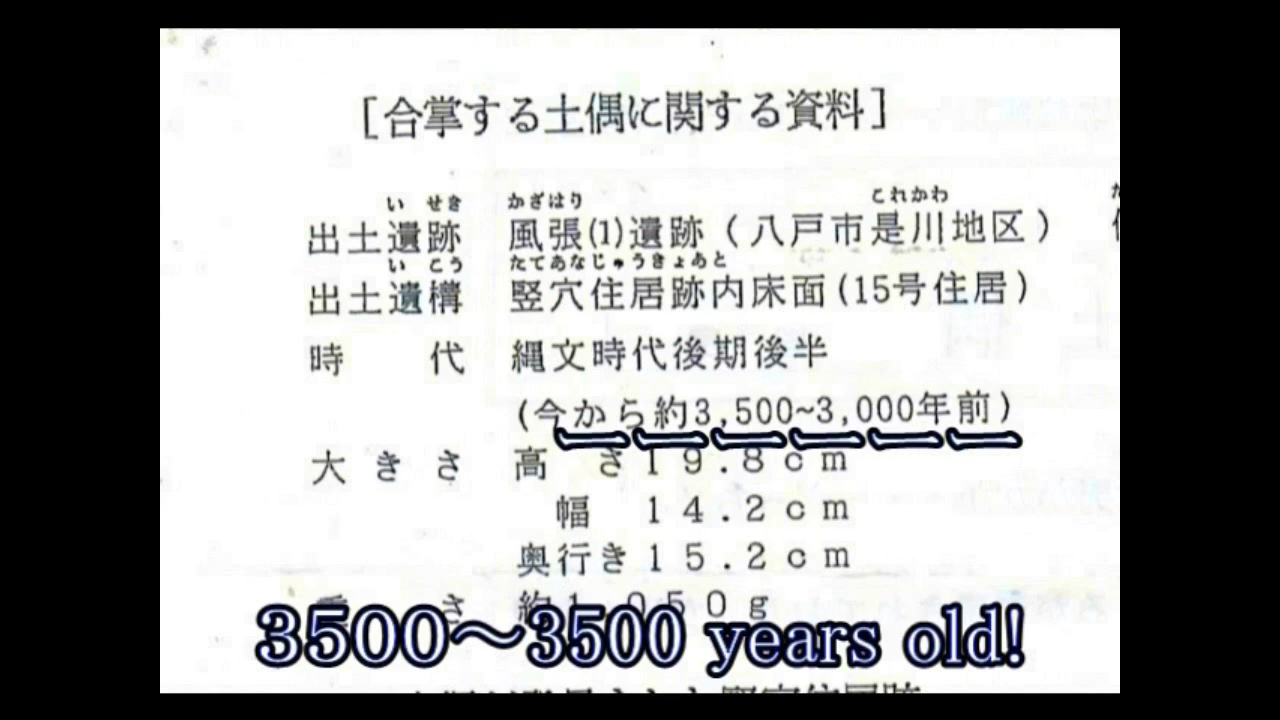 [合掌する土偶に関する資料]
いせき かざはり これかわ
出土遺跡 風張(1)遺跡(八戸市是川地区)
いこう たてあなじゅうきょあと
出土遺構 竪穴住居跡内床面(15号住居)
時代 縄文時代後期後半
(今から約3,500~3,000年前)
大きさ 高さ19.8cm
幅 14.2cm
奥行き15.2cm
さ 約 050g
3500～3500 years old!